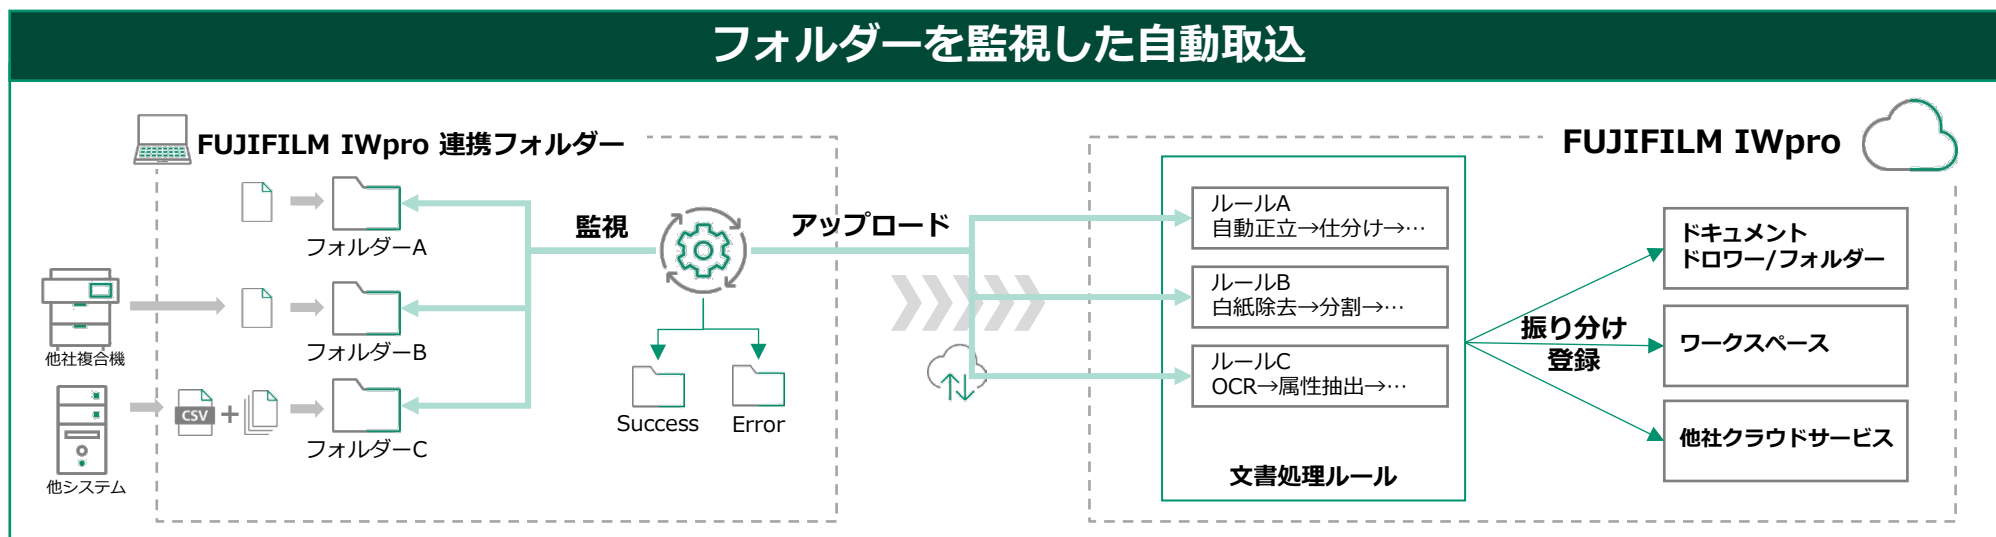 フォルダーを監視した自動取込
FUJIFILM IWpro 連携フォルダー
フォルダーA
フォルダーB
フォルダーC
他社複合機
他システム
CSV
+
監視
Success
Error
アップロード
FUJIFILM IWpro
ルールA
自動正立→仕分け→…
ルールB
白紙除去→分割→…
ルールC
OCR→属性抽出→…
文書処理ルール
振り分け
登録
ドキュメント
ドロワー/フォルダー
ワークスペース
他社クラウドサービス